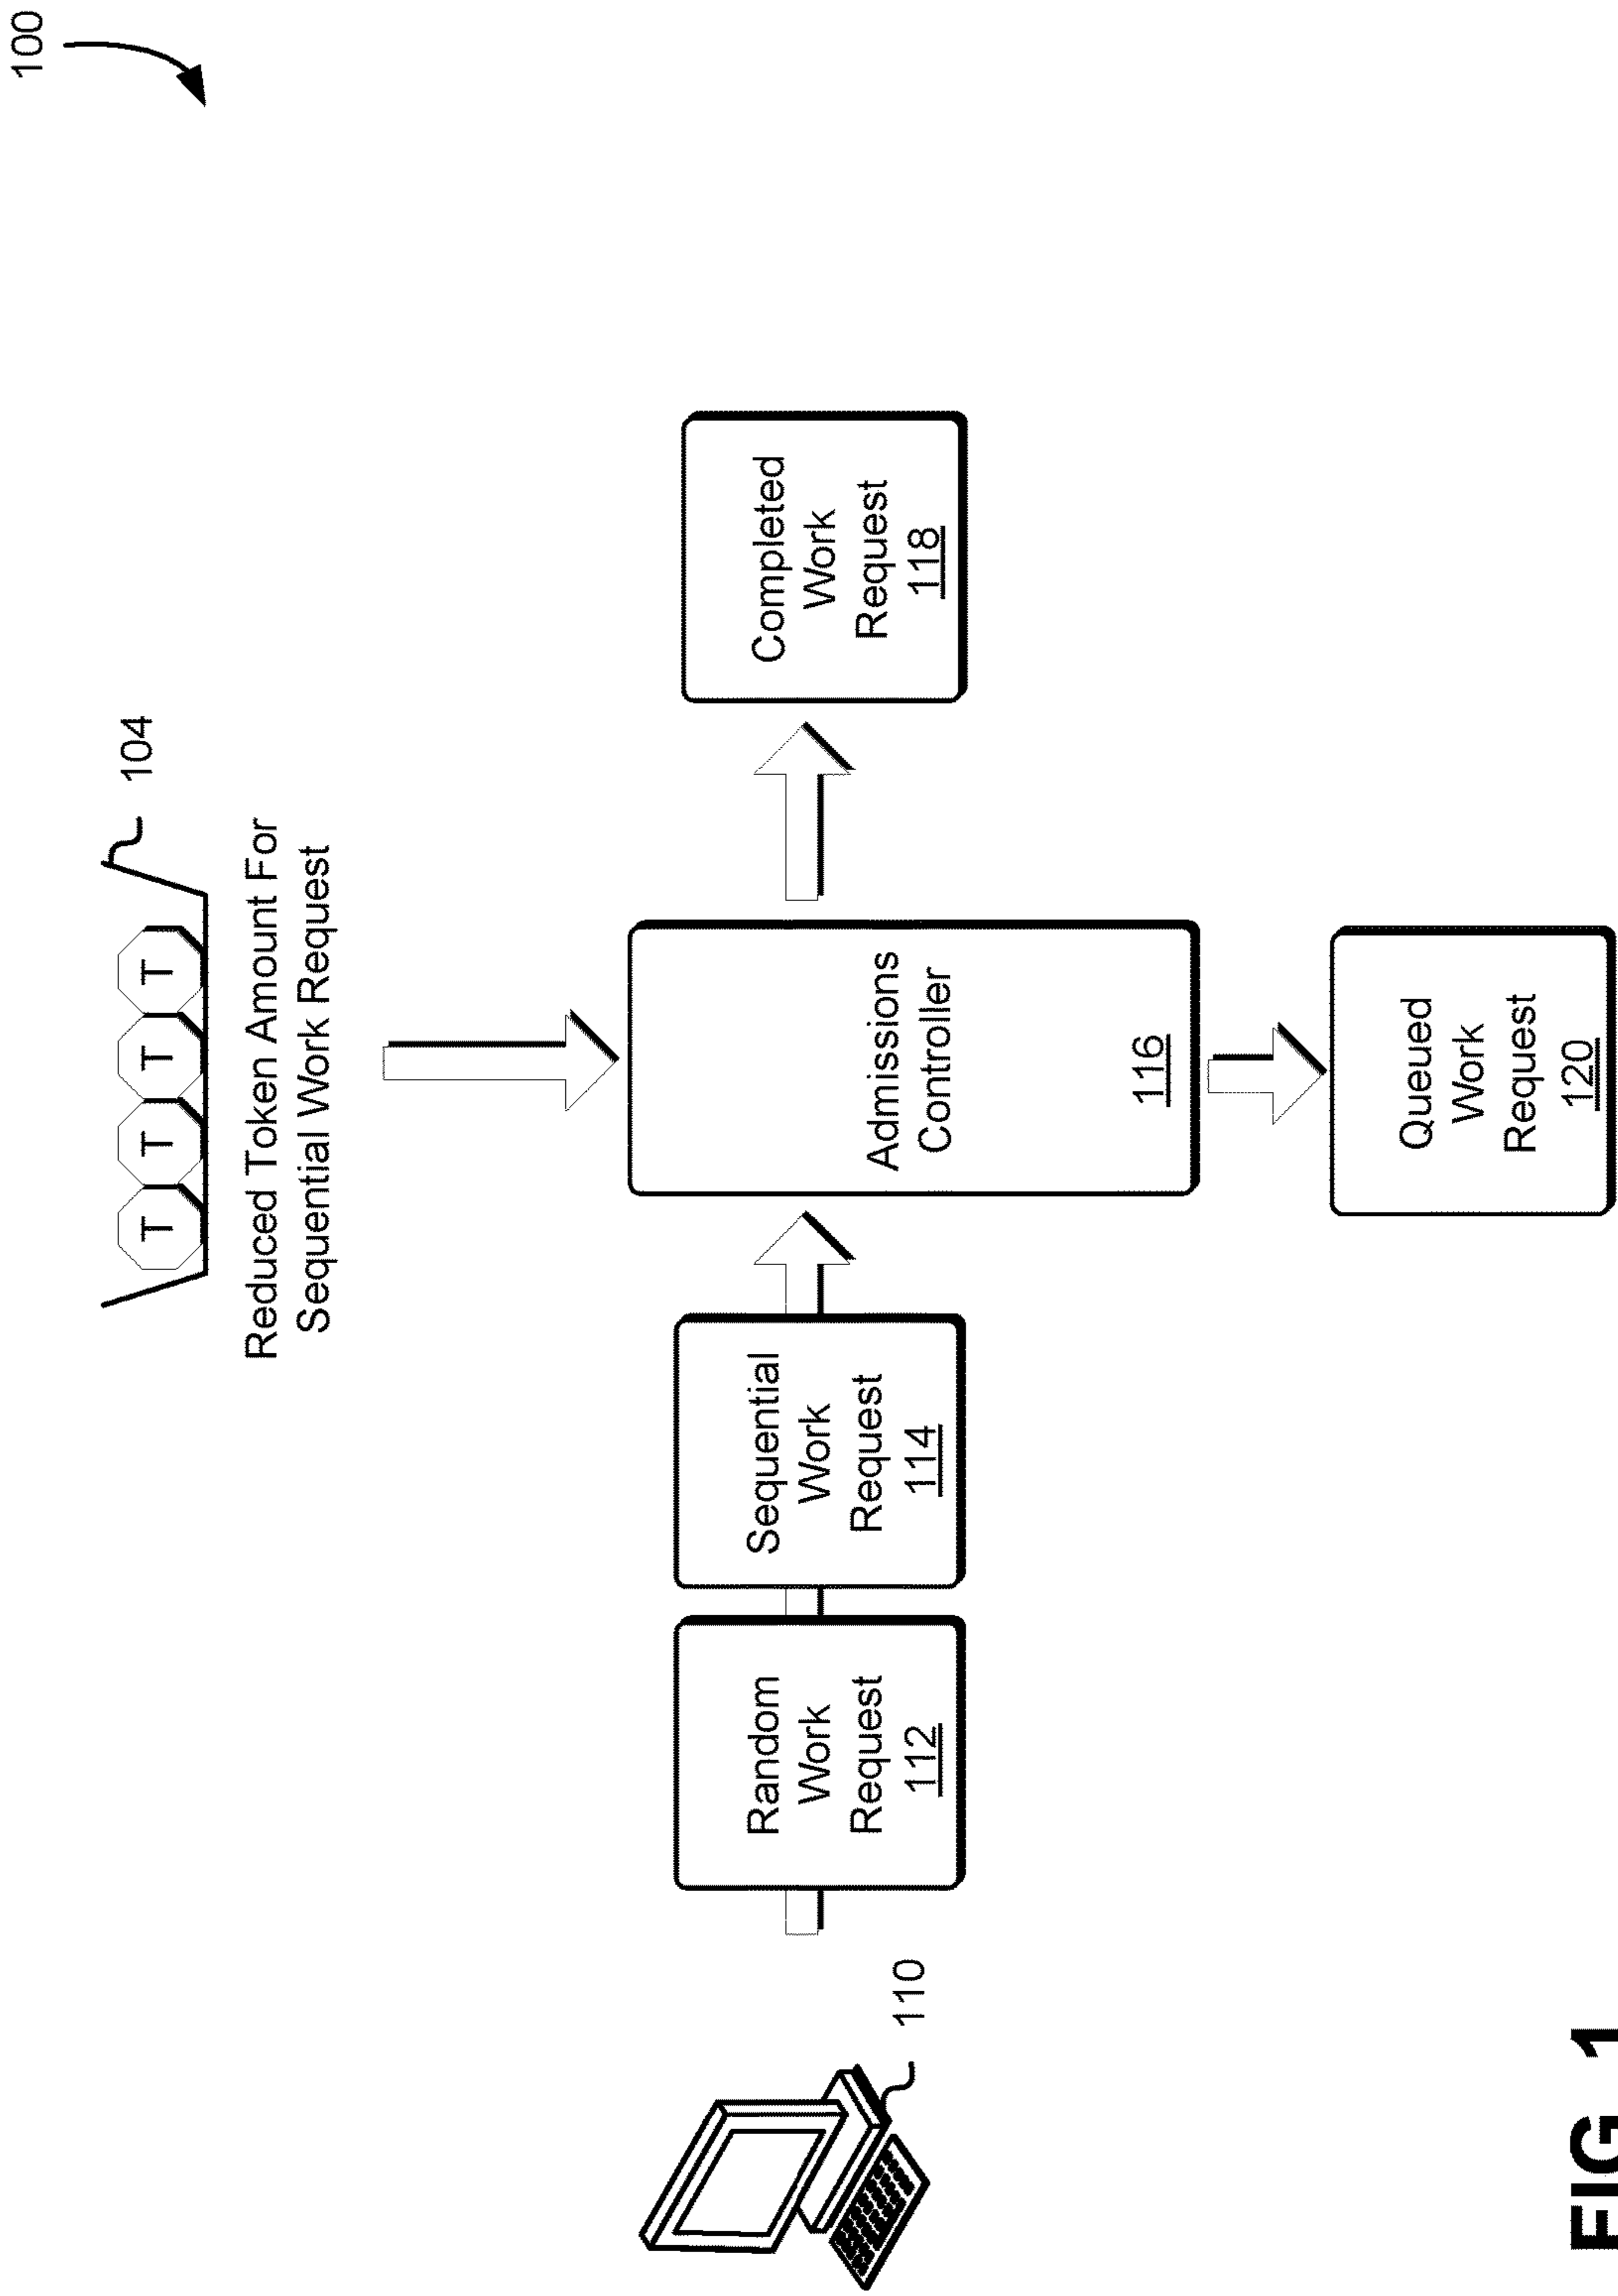 100
104
T T T T
Reduced Token Amount For
Sequential Work Request
110
Random
Work
Request
112
Sequential
Work
Request
114
Admissions
Controller
116
Completed
Work
Request
118
Queued
Work
Request
120
FIG. 1